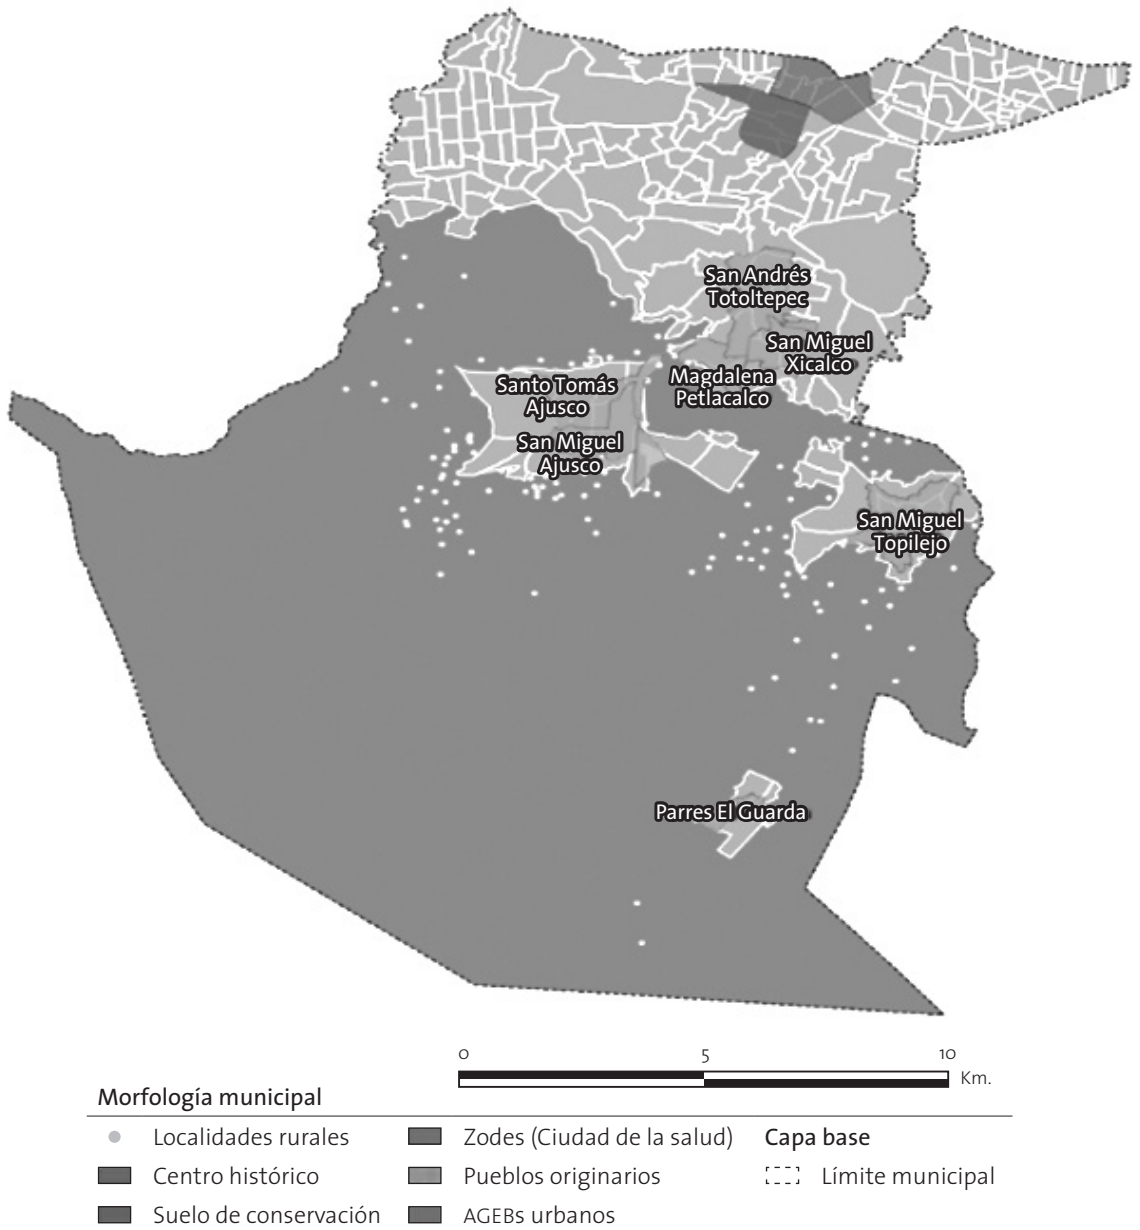 San Andrés
Totoltepec
San Miguel
Xicalco
Magdalena
Petlacalco
Santo Tomás
Ajusco
San Miguel
Ajusco
San Miguel
Topilejo
Parres El Guarda
0 5 10
Km.
Morfología municipal
Localidades rurales
Centro histórico
Suelo de conservación
Zodes (Ciudad de la salud)
Pueblos originarios
AGEBs urbanos
Capa base
Límite municipal